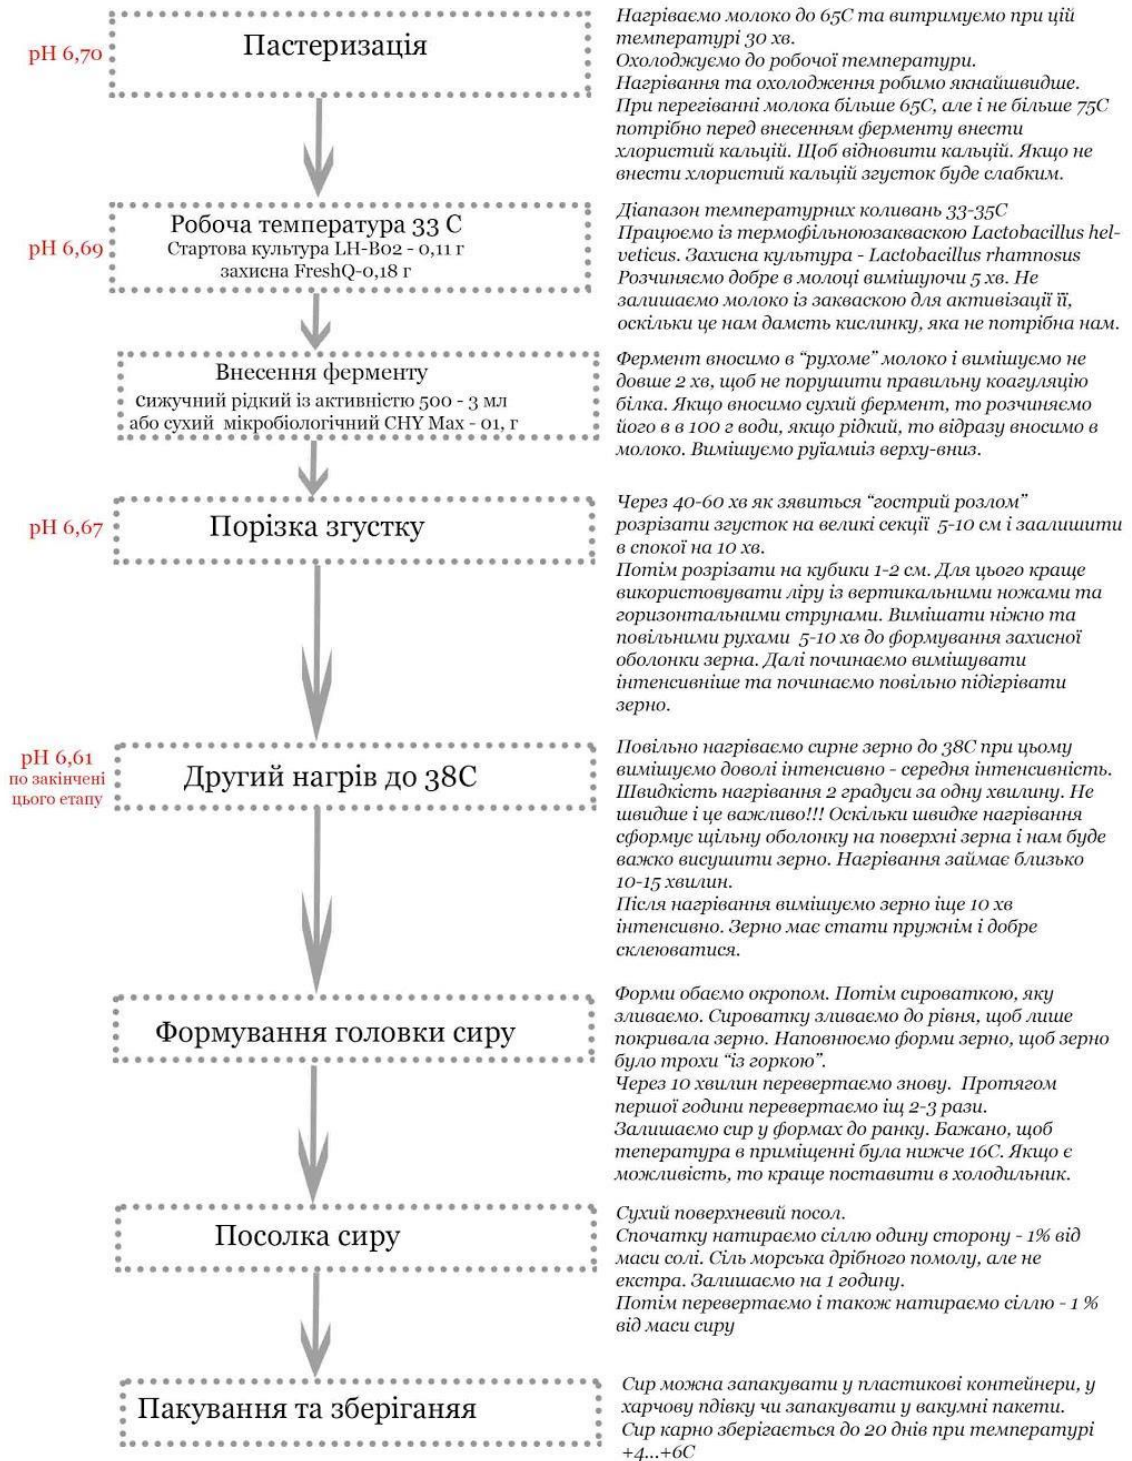 pH 6,70
Пастеризація
Нагріваємо молоко до 65С та витримуємо при цій
температурі 30 хв.
Охолоджуємо до робочої температури.
Нагрівання та охолодження робимо якнайшвидше.
При перегіванні молока більше 65С, але і не більше 75С
потрібно перед внесенням ферменту внести
хлористий кальцій. Щоб відновити кальцій. Якщо не
внести хлористий кальцій згусток буде слабким.
pH 6,69
Робоча температура 33 С
Стартова культура LH-B02 - 0,11 г
захисна FreshQ-0,18 г
Діапазон температурних коливань 33-35С
Працюємо із термофільноюзакваскою Lactobacillus hel-
veticus. Захисна культура - Lactobacillus rhamnosus
Розчиняємо добре в молоці вимішуючи 5 хв. Не
залишаємо молоко із закваскою для активізації її,
оскільки це нам дамсть кислинку, яка не потрібна нам.
Внесення ферменту
сижучний рідкий із активністю 500 - 3 мл
або сухий мікробіологічний CHY Max - 01, г
Фермент вносимо в “рухоме” молоко і вимішуємо не
довше 2 хв, щоб не порушити правильну коагуляцію
білка. Якщо вносимо сухий фермент, то розчиняємо
його в в 100 г води, якщо рідкий, то відразу вносимо в
молоко. Вимішуємо руїамиіз верху-вниз.
pH 6,67
Порізка згустку
Через 40-60 хв як зявиться “гострий розлом”
розрізати згусток на великі секції 5-10 см і заалишити
в спокої на 10 хв.
Потім розрізати на кубики 1-2 см. Для цього краще
використовувати ліру із вертикальними ножами та
горизонтальними струнами. Вимішати ніжно та
повільними рухами 5-10 хв до формування захисної
оболонки зерна. Далі починаємо вимішувати
інтенсивніше та починаємо повільно підігрівати
зерно.
pH 6,61
по закінчені
цього етапу
Другий нагрів до 38С
Повільно нагріваємо сирне зерно до 38С при цьому
вимішуємо доволі інтенсивно - середня інтенсивність.
Швидкість нагрівання 2 градуси за одну хвилину. Не
швидше і це важливо!!! Оскільки швидке нагрівання
сформує щільну оболонку на поверхні зерна і нам буде
важко висушити зерно. Нагрівання займає близько
10-15 хвилин.
Після нагрівання вимішуємо зерно іще 10 хв
інтенсивно. Зерно має стати пружнім і добре
склеюватися.
Формування головки сиру
Форми обаємо окропом. Потім сироваткою, яку
зливаємо. Сироватку зливаємо до рівня, щоб лише
покривала зерно. Наповнюємо форми зерно, щоб зерно
було трохи “із горкою”.
Через 10 хвилин перевертаємо знову. Протягом
першої години перевертаємо іщ 2-3 рази.
Залишаємо сир у формах до ранку. Бажано, щоб
тепература в приміщенні була нижче 16С. Якщо є
можливість, то краще поставити в холодильник.
Посолка сиру
Сухий поверхневий посол.
Спочатку натираємо сіллю одину сторону - 1% від
маси солі. Сіль морська дрібного помолу, але не
екстра. Залишаємо на 1 годину.
Потім перевертаємо і також натираємо сіллю - 1 %
від маси сиру
Пакування та зберіганяя
Сир можна запакувати у пластикові контейнери, у
харчову пдівку чи запакувати у вакумні пакети.
Сир карно зберігається до 20 днів при температурі
+4...+6С